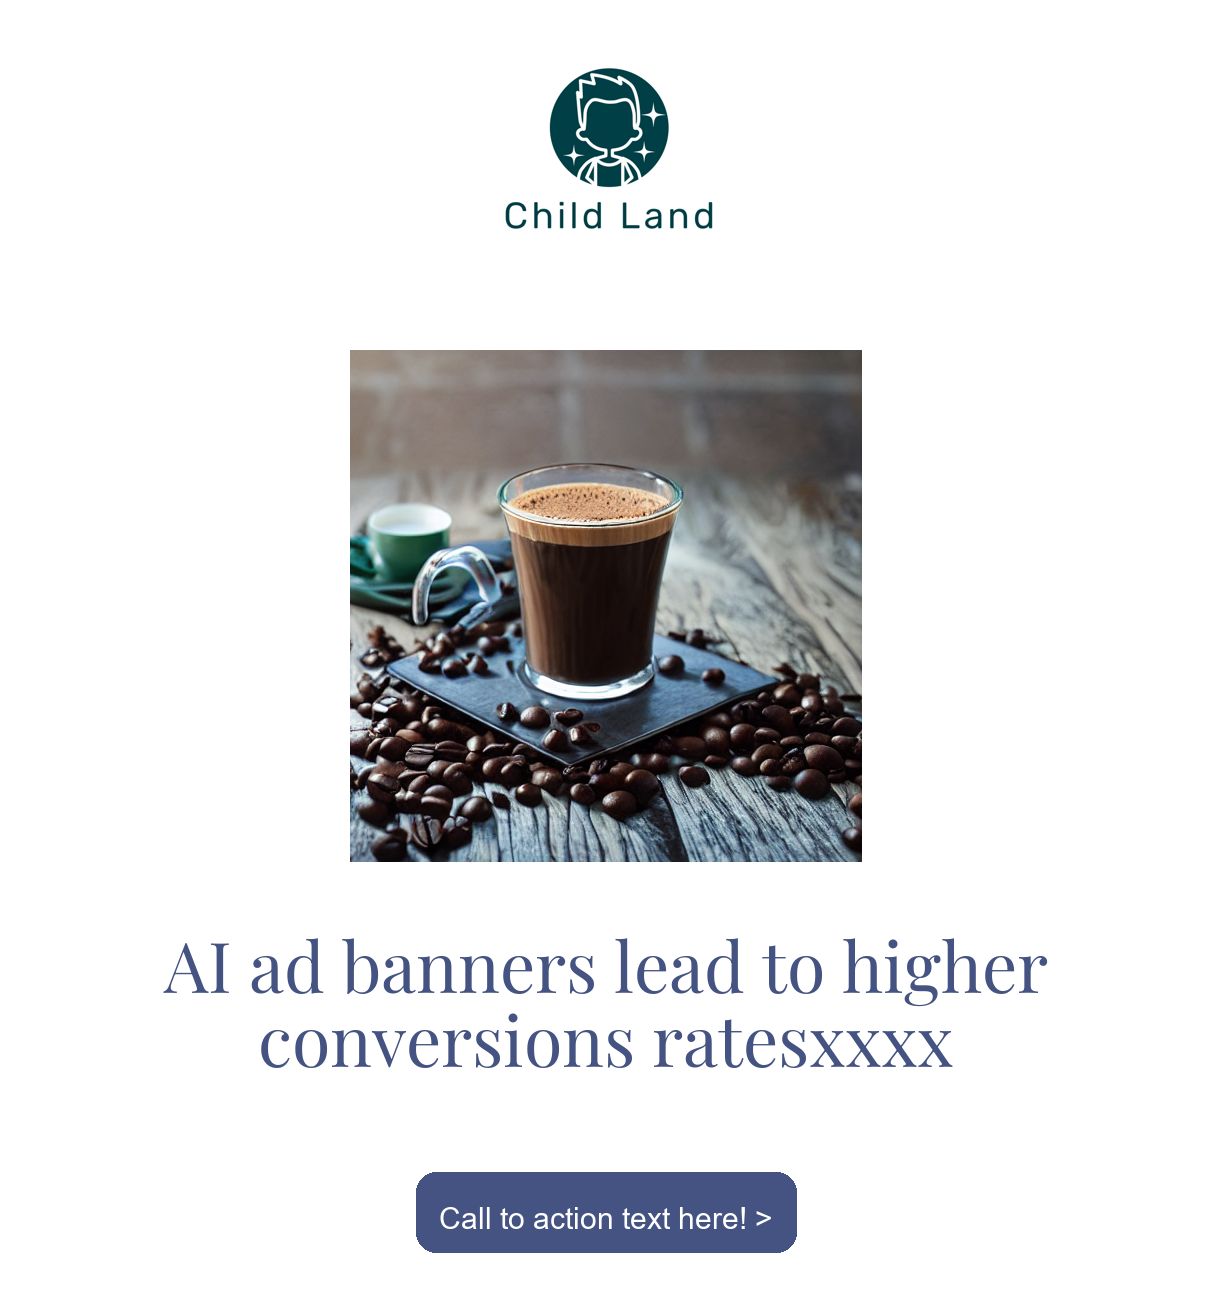 Child Land
AI ad banners lead to higher
conversions ratesxxxx
Call to action text here! >